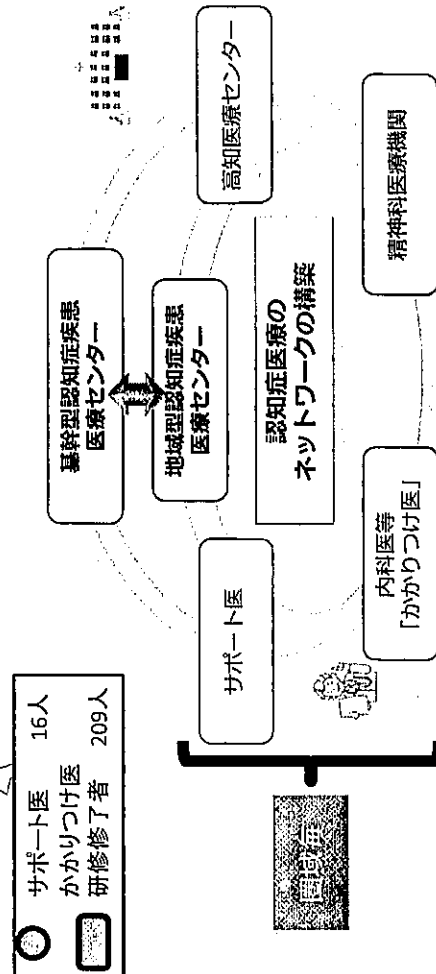 サポート医 16人
かかりつけ医
研修修了者 209人
基幹型認知症疾患
医療センター
地域型認知症疾患
医療センター
高知医療センター
サポート医
認知症医療の
ネットワークの構築
内科医等
「かかりつけ医」
精神科医療機関
圏域毎